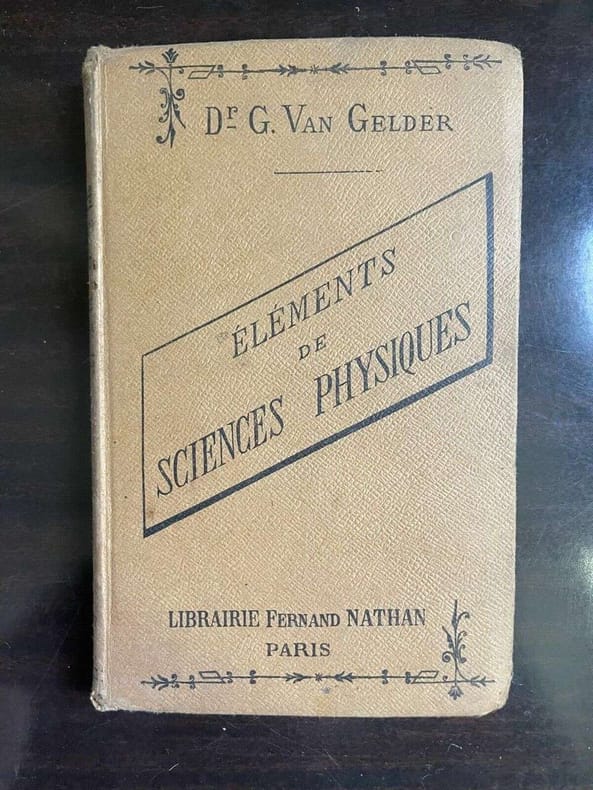 Dr G. VAN GELDER
ÉLÉMENTS
DE
SCIENCES PHYSIQUES
LIBRAIRIE FERNAND NATHAN
PARIS